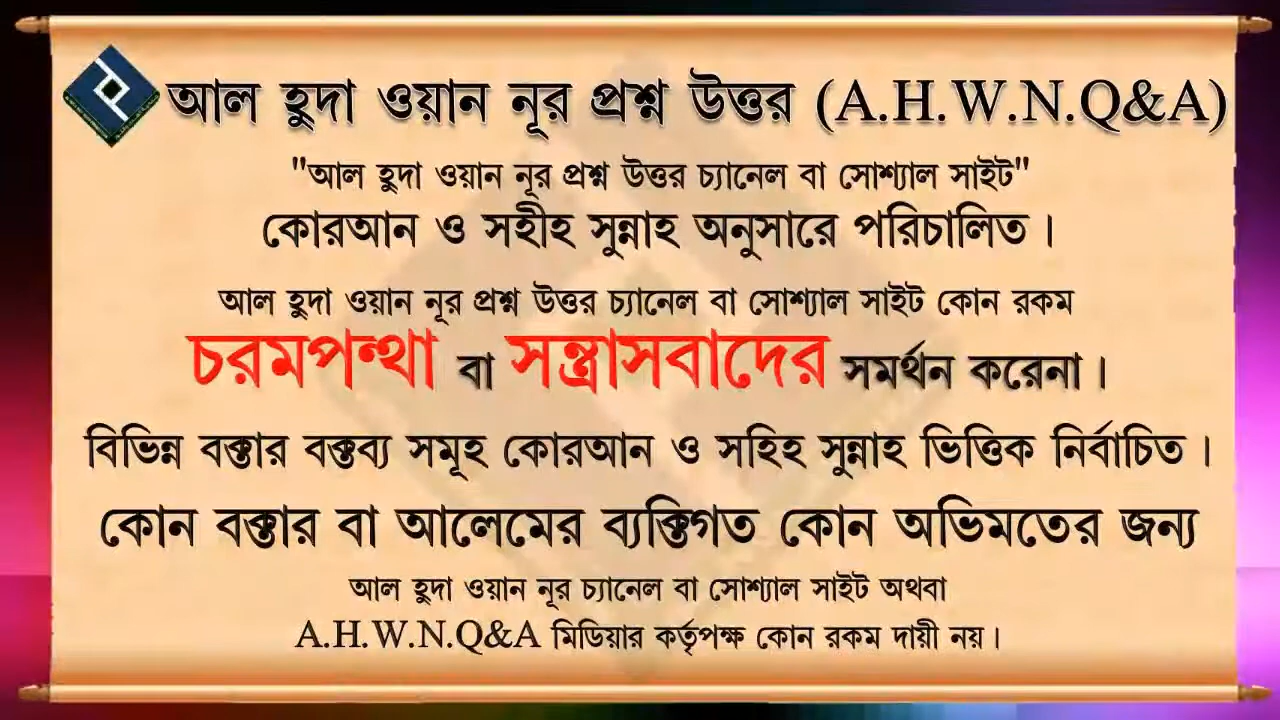 আল হুদা ওয়ান নূর প্রশ্ন উত্তর (A.H.W.N.Q&A)
"আল হুদা ওয়ান নূর প্রশ্ন উত্তর চ্যানেল বা সোশ্যাল সাইট"
কোরআন ও সহীহ সুন্নাহ অনুসারে পরিচালিত।
আল হুদা ওয়ান নূর প্রশ্ন উত্তর চ্যানেল বা সোশ্যাল সাইট কোন রকম
চরমপন্থা বা সন্ত্রাসবাদের সমর্থন করেনা।
বিভিন্ন বক্তার বক্তব্য সমূহ কোরআন ও সহিহ সুন্নাহ ভিত্তিক নির্বাচিত।
কোন বক্তার বা আলেমের ব্যক্তিগত কোন অভিমতের জন্য
আল হুদা ওয়ান নূর চ্যানেল বা সোশ্যাল সাইট অথবা
A.H.W.N.Q&A মিডিয়ার কর্তৃপক্ষ কোন রকম দায়ী নয়।